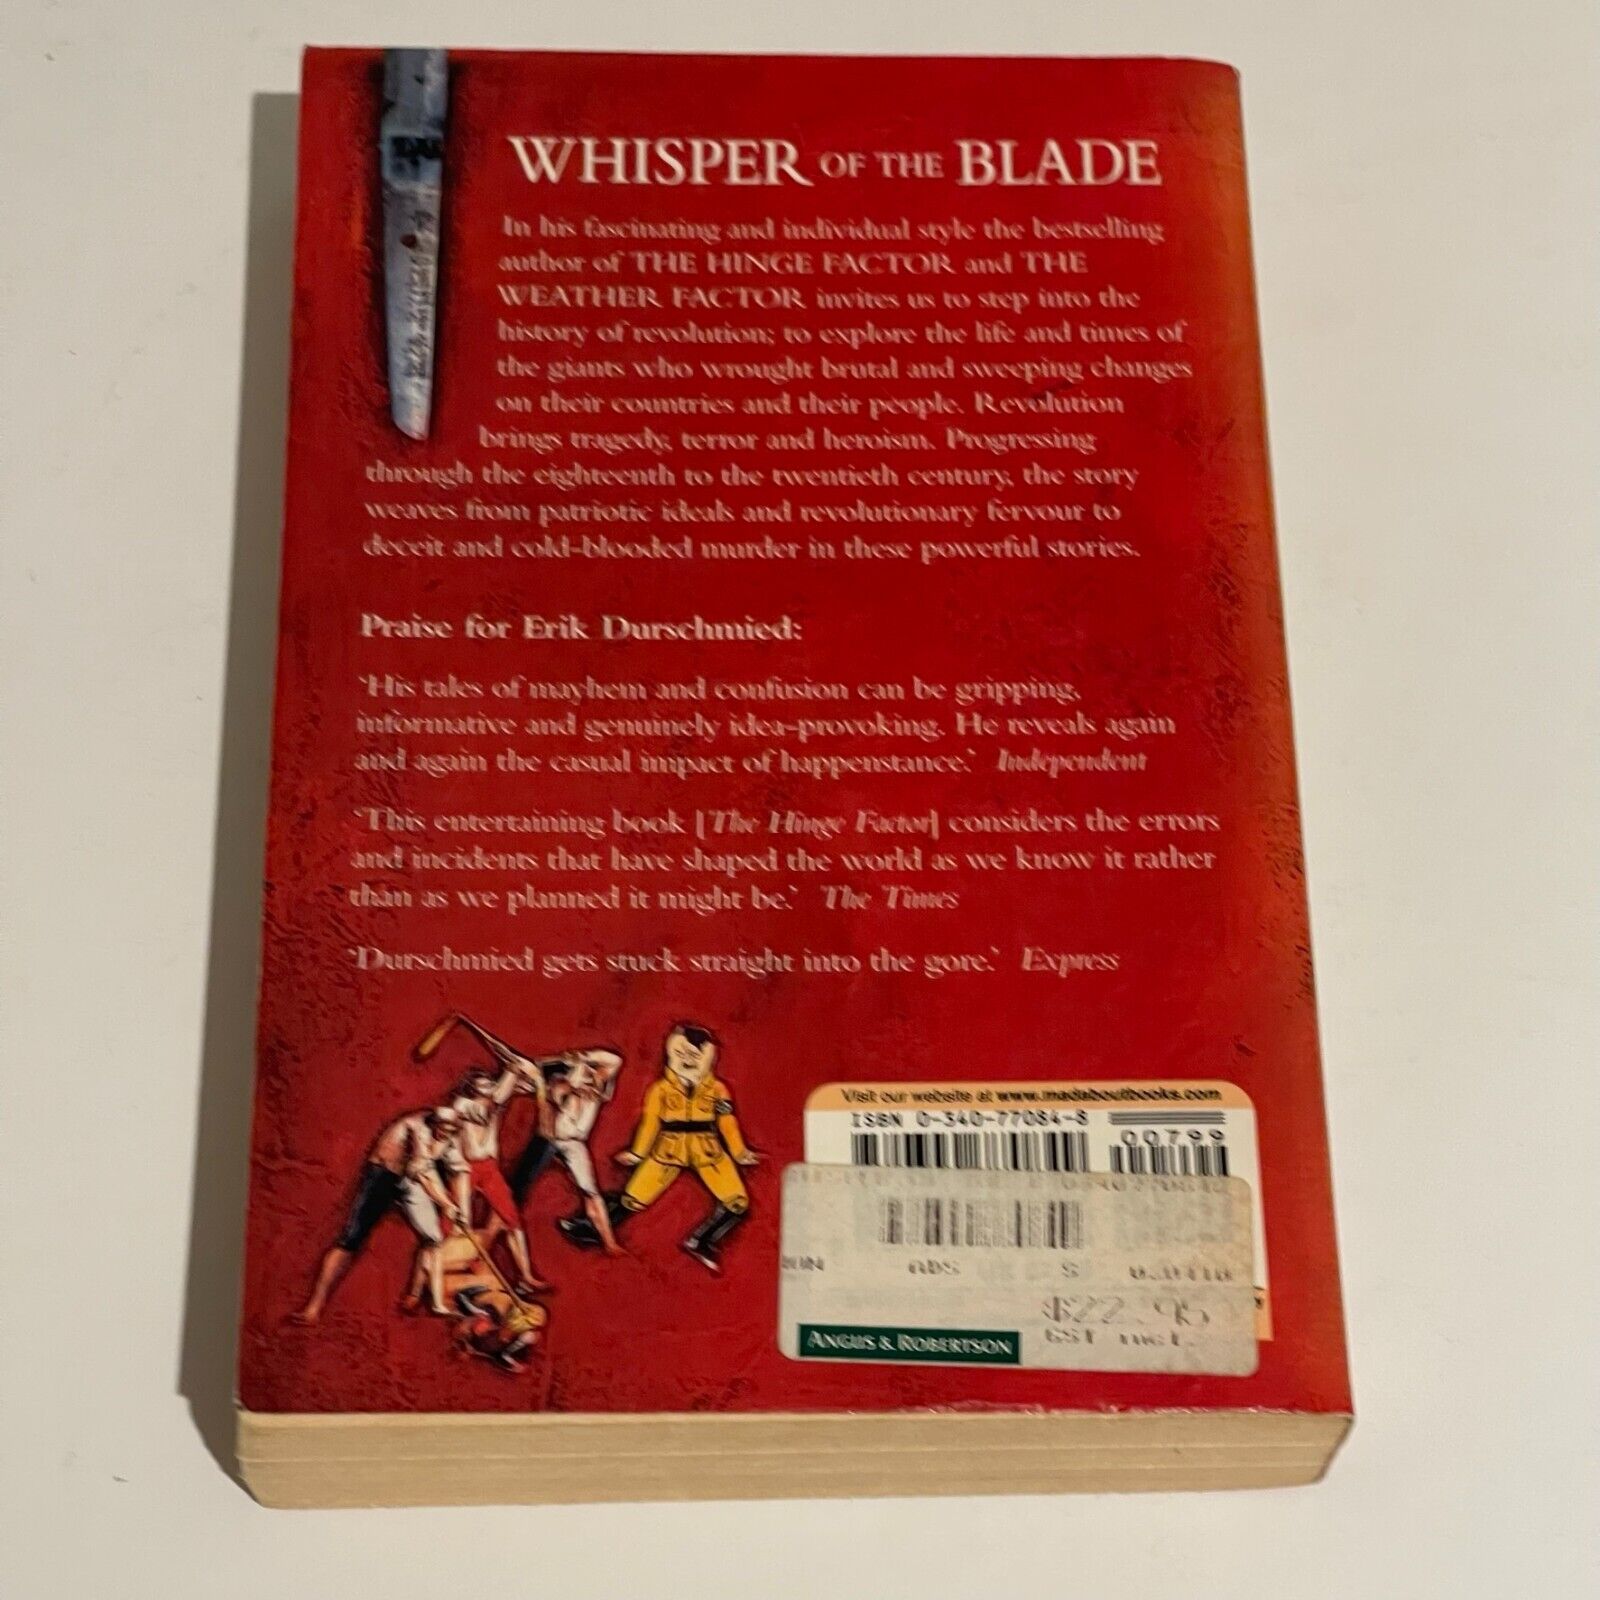 WHISPER OF THE BLADE
In his fascinating and individual style the bestselling
author of THE HINGE FACTOR and THE
WEATHER FACTOR invites us to step into the
history of revolution; to explore the life and times of
the giants who wrought brutal and sweeping changes
on their countries and their people. Revolution
brings tragedy, terror and heroism. Progressing
through the eighteenth to the twentieth century, the story
weaves from patriotic ideals and revolutionary fervour to
deceit and cold-blooded murder in these powerful stories.
Praise for Erik Durschmied:
'His tales of mayhem and confusion can be gripping,
informative and genuinely idea-provoking. He reveals again
and again the casual impact of happenstance.' Independent
'This entertaining book [The Hinge Factor] considers the errors
and incidents that have shaped the world as we know it rather
than as we planned it might be.' The Times
'Durschmied gets stuck straight into the gore.' Express
Visit our website at www.madaboutbooks.com
ISBN 0-340-77084-8
00799
$22.95
GST Incl.
ANGUS & ROBERTSON